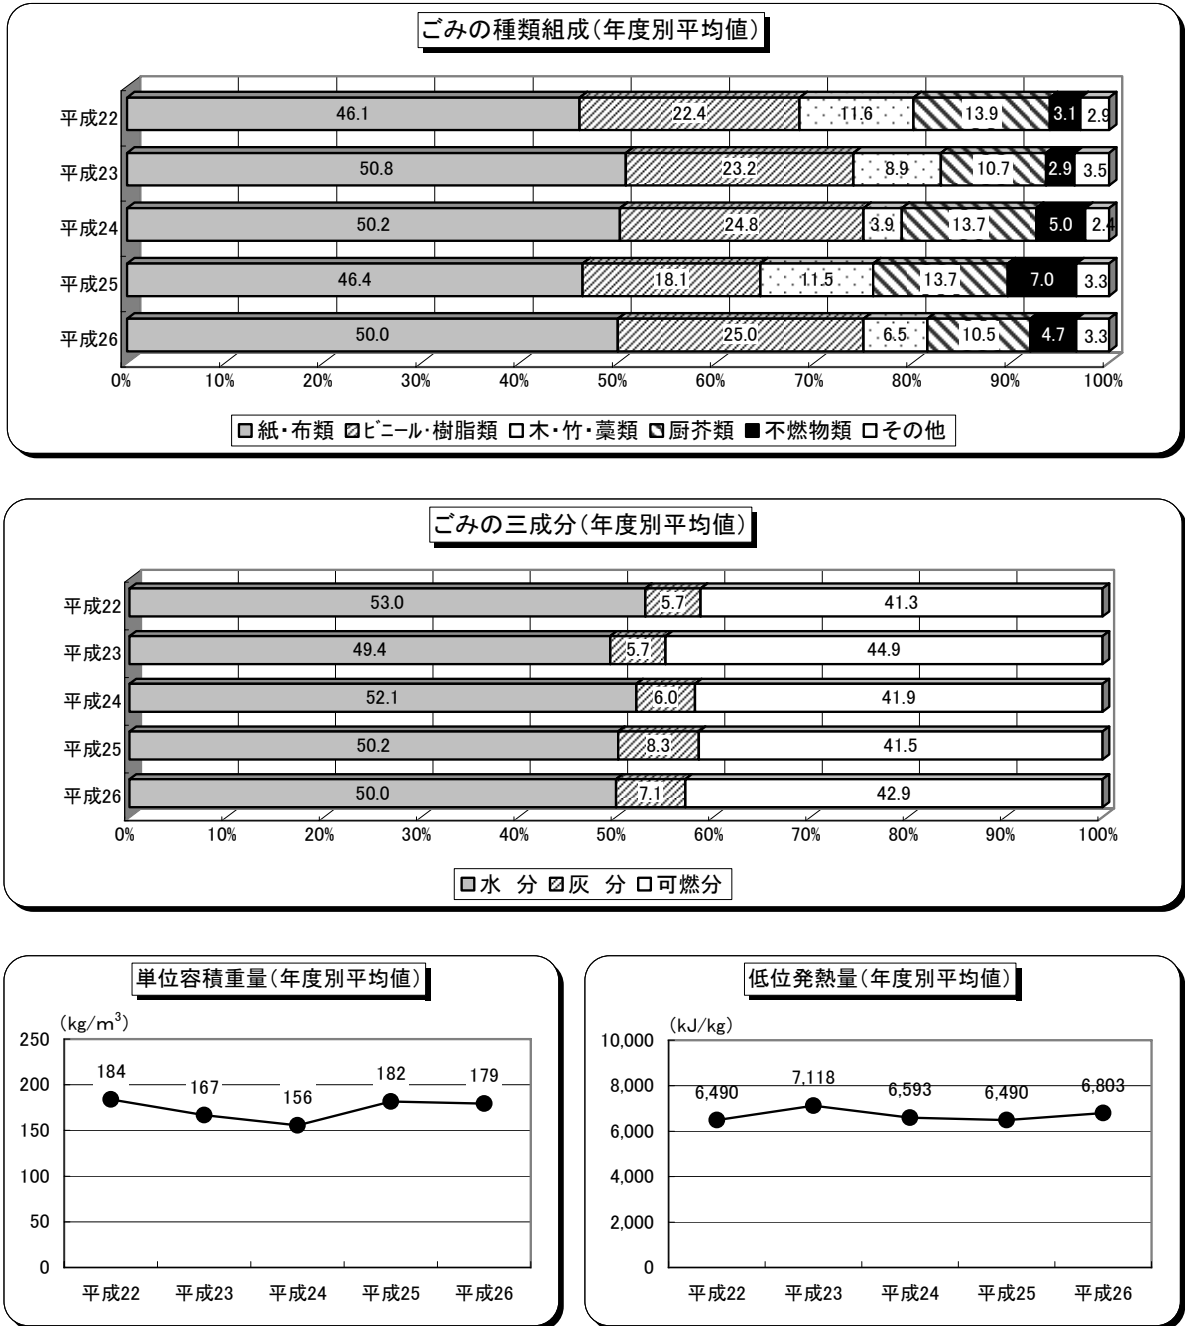 ごみの種類組成(年度別平均値)
平成22 46.1 22.4 11.6 13.9 3.1 2.9
平成23 50.8 23.2 8.9 10.7 2.9 3.5
平成24 50.2 24.8 3.9 13.7 5.0 2.4
平成25 46.4 18.1 11.5 13.7 7.0 3.3
平成26 50.0 25.0 6.5 10.5 4.7 3.3
0% 10% 20% 30% 40% 50% 60% 70% 80% 90% 100%
紙・布類 ビニール・樹脂類 木・竹・藁類 厨芥類 不燃物類 その他
ごみの三成分(年度別平均値)
平成22 53.0 5.7 41.3
平成23 49.4 5.7 44.9
平成24 52.1 6.0 41.9
平成25 50.2 8.3 41.5
平成26 50.0 7.1 42.9
0% 10% 20% 30% 40% 50% 60% 70% 80% 90% 100%
水 分 灰 分 可燃分
単位容積重量(年度別平均値)
(kg/m³)
250
200
150
100
50
0
184 167 156 182 179
平成22 平成23 平成24 平成25 平成26
低位発熱量(年度別平均値)
(kJ/kg)
10,000
8,000
6,000
4,000
2,000
0
6,490 7,118 6,593 6,490 6,803
平成22 平成23 平成24 平成25 平成26